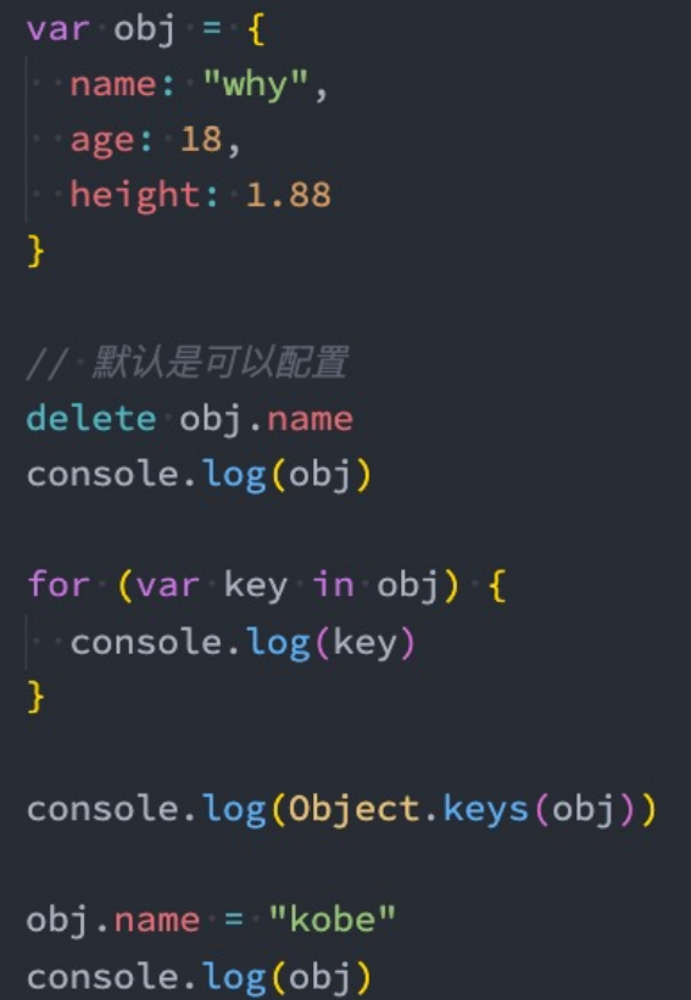 var obj = {
  name: "why",
  age: 18,
  height: 1.88
}
// 默认是可以配置
delete obj.name
console.log(obj)
for (var key in obj) {
  console.log(key)
}
console.log(Object.keys(obj))
obj.name = "kobe"
console.log(obj)